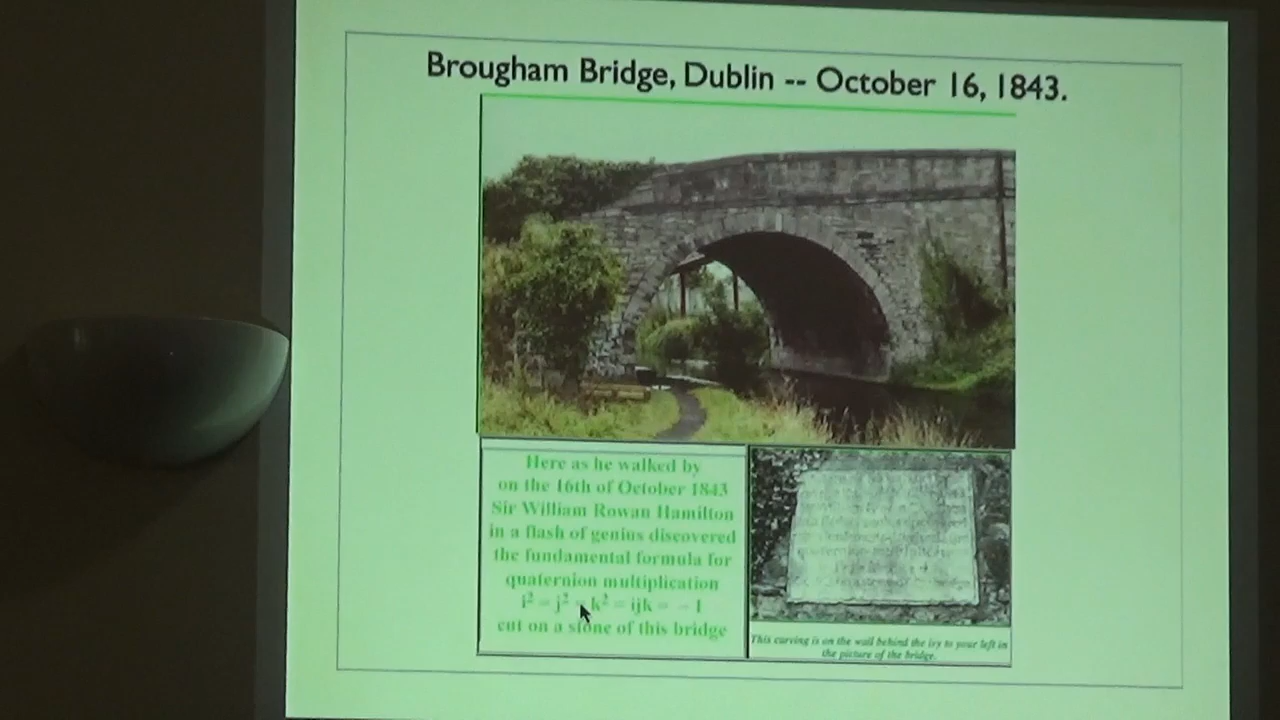 Brougham Bridge, Dublin -- October 16, 1843.
Here as he walked by
on the 16th of October 1843
Sir William Rowan Hamilton
in a flash of genius discovered
the fundamental formula for
quaternion multiplication
i² = j² = k² = ijk = −1
cut on a stone of this bridge
This curving is on the wall behind the ivy to your left in
the picture of the bridge.